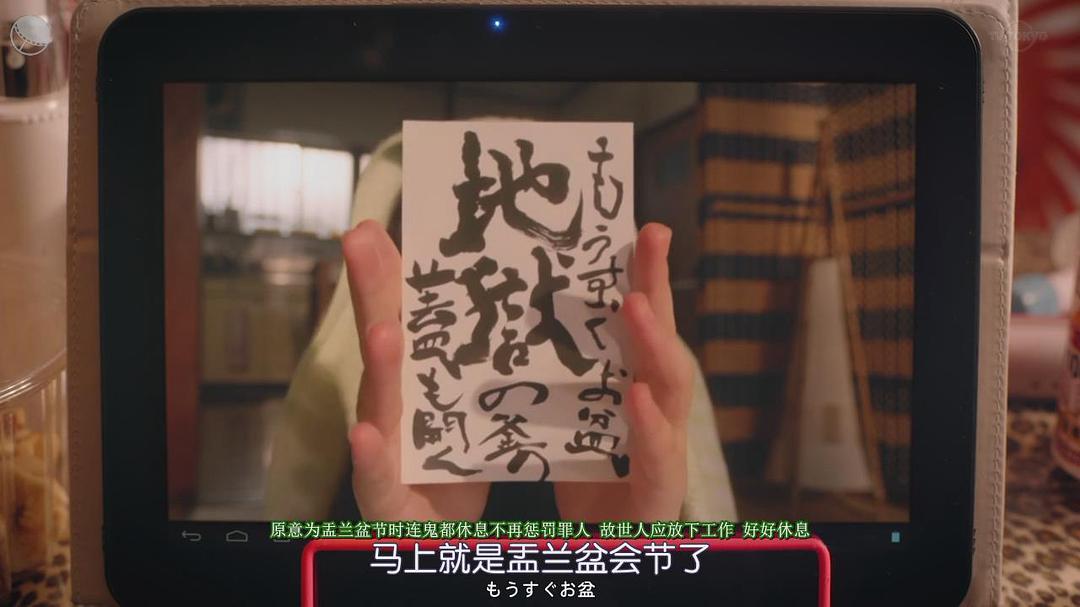 TV TOKYO
もうすぐお盆
地獄の釜の
蓋も開く
原意为盂兰盆节时连鬼都休息不再惩罚罪人 故世人应放下工作 好好休息
马上就是盂兰盆会节了
もうすぐお盆